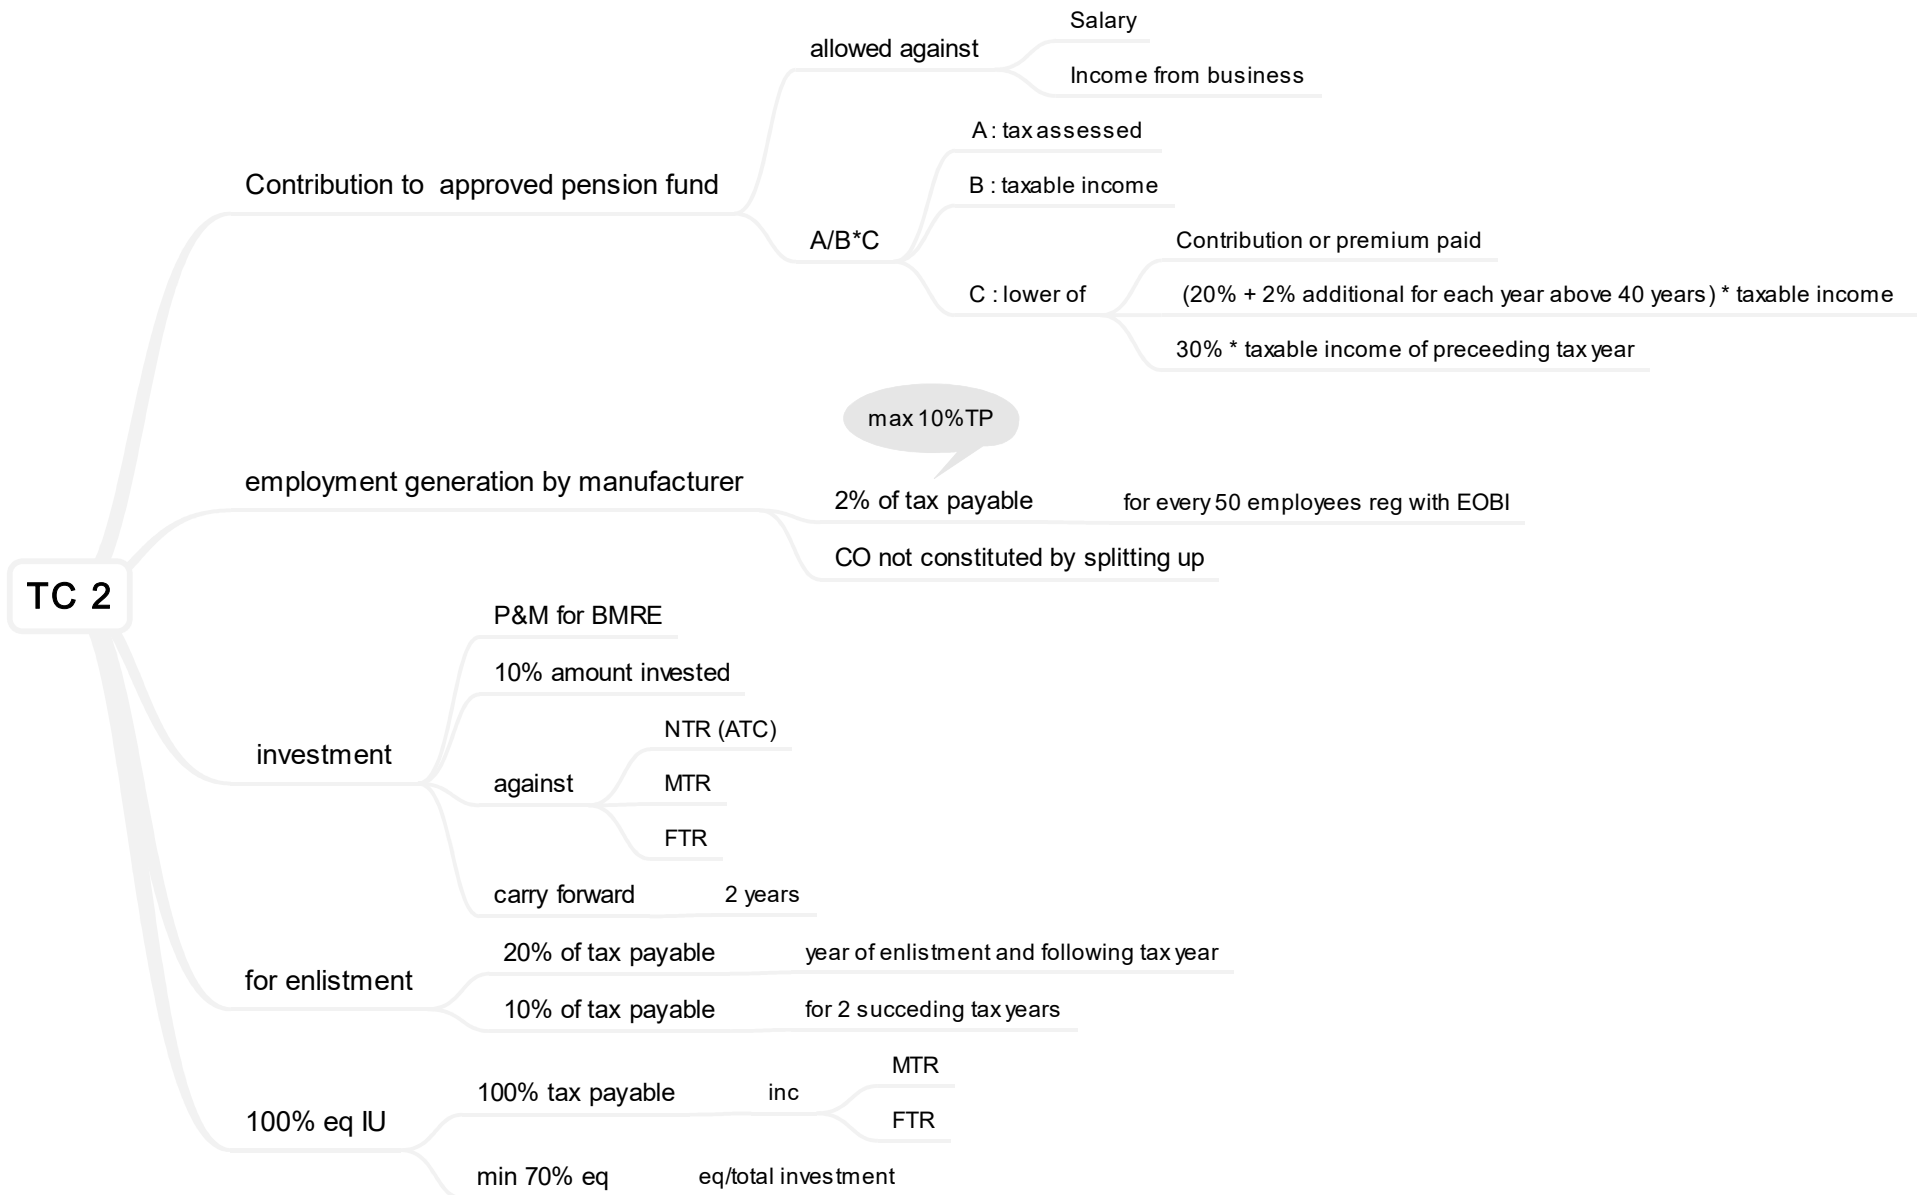 TC 2
Contribution to approved pension fund
allowed against
Salary
Income from business
A/B*C
A : tax assessed
B : taxable income
C : lower of
Contribution or premium paid
(20% + 2% additional for each year above 40 years) * taxable income
30% * taxable income of preceeding tax year
employment generation by manufacturer
max 10%TP
2% of tax payable
for every 50 employees reg with EOBI
CO not constituted by splitting up
investment
P&M for BMRE
10% amount invested
against
NTR (ATC)
MTR
FTR
carry forward
2 years
for enlistment
20% of tax payable
year of enlistment and following tax year
10% of tax payable
for 2 succeding tax years
100% eq IU
100% tax payable
inc
MTR
FTR
min 70% eq
eq/total investment